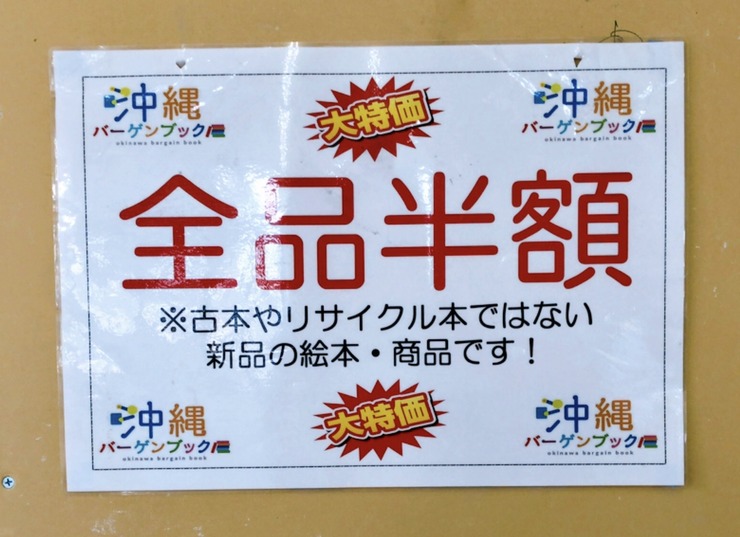 沖縄
バーゲンブック
okinawa bargain book
大特価
沖縄
バーゲンブック
okinawa bargain book
全品半額
※古本やリサイクル本ではない
新品の絵本・商品です！
沖縄
バーゲンブック
okinawa bargain book
大特価
沖縄
バーゲンブック
okinawa bargain book